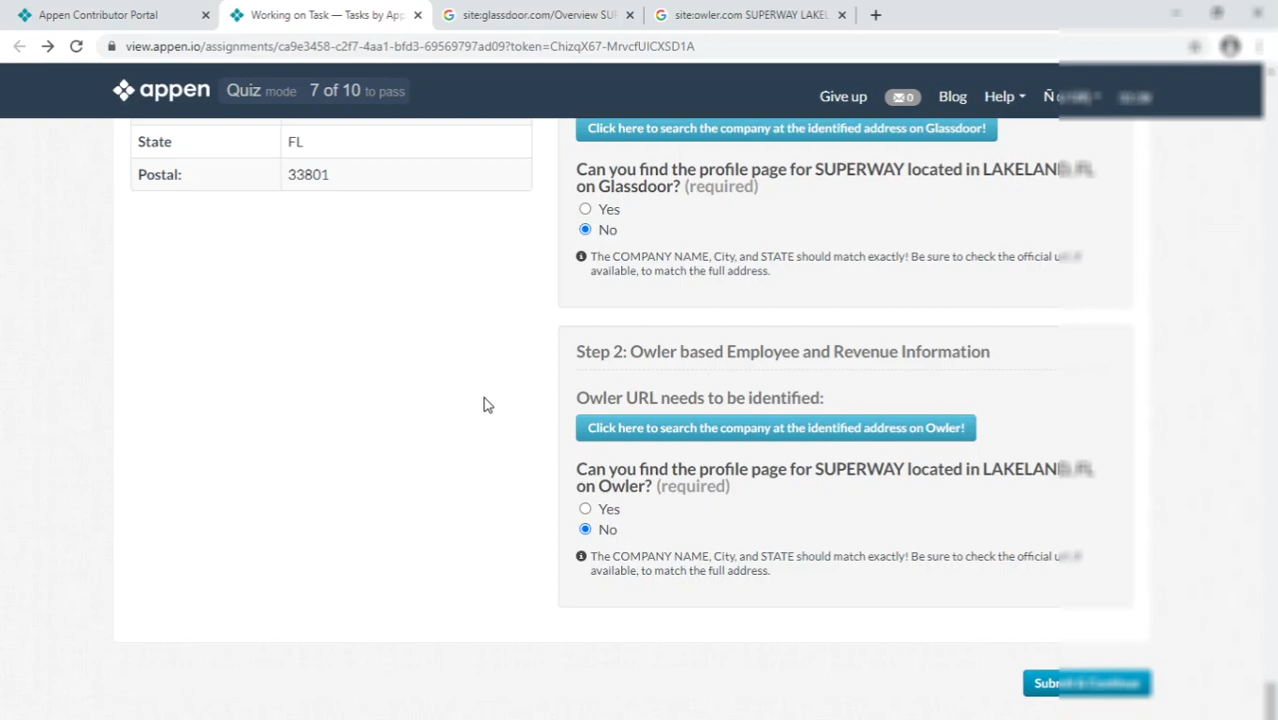 Appen Contributor Portal
Working on Task — Tasks by App
site:glassdoor.com/Overview SUP
site:owler.com SUPERWAY LAKEL
view.appen.io/assignments/ca9e3458-c2f7-4aa1-bfd3-69569797ad09?token=ChizqX67-MrvcfUICXSD1A
appen
Quiz mode 7 of 10 to pass
Give up
0
Blog
Help
State FL
Postal: 33801
Click here to search the company at the identified address on Glassdoor!
Can you find the profile page for SUPERWAY located in LAKELAND, FL
on Glassdoor? (required)
Yes
No
The COMPANY NAME, City, and STATE should match exactly! Be sure to check the official
available, to match the full address.
Step 2: Owler based Employee and Revenue Information
Owler URL needs to be identified:
Click here to search the company at the identified address on Owler!
Can you find the profile page for SUPERWAY located in LAKELAND, FL
on Owler? (required)
Yes
No
The COMPANY NAME, City, and STATE should match exactly! Be sure to check the official
available, to match the full address.
Submit & Continue